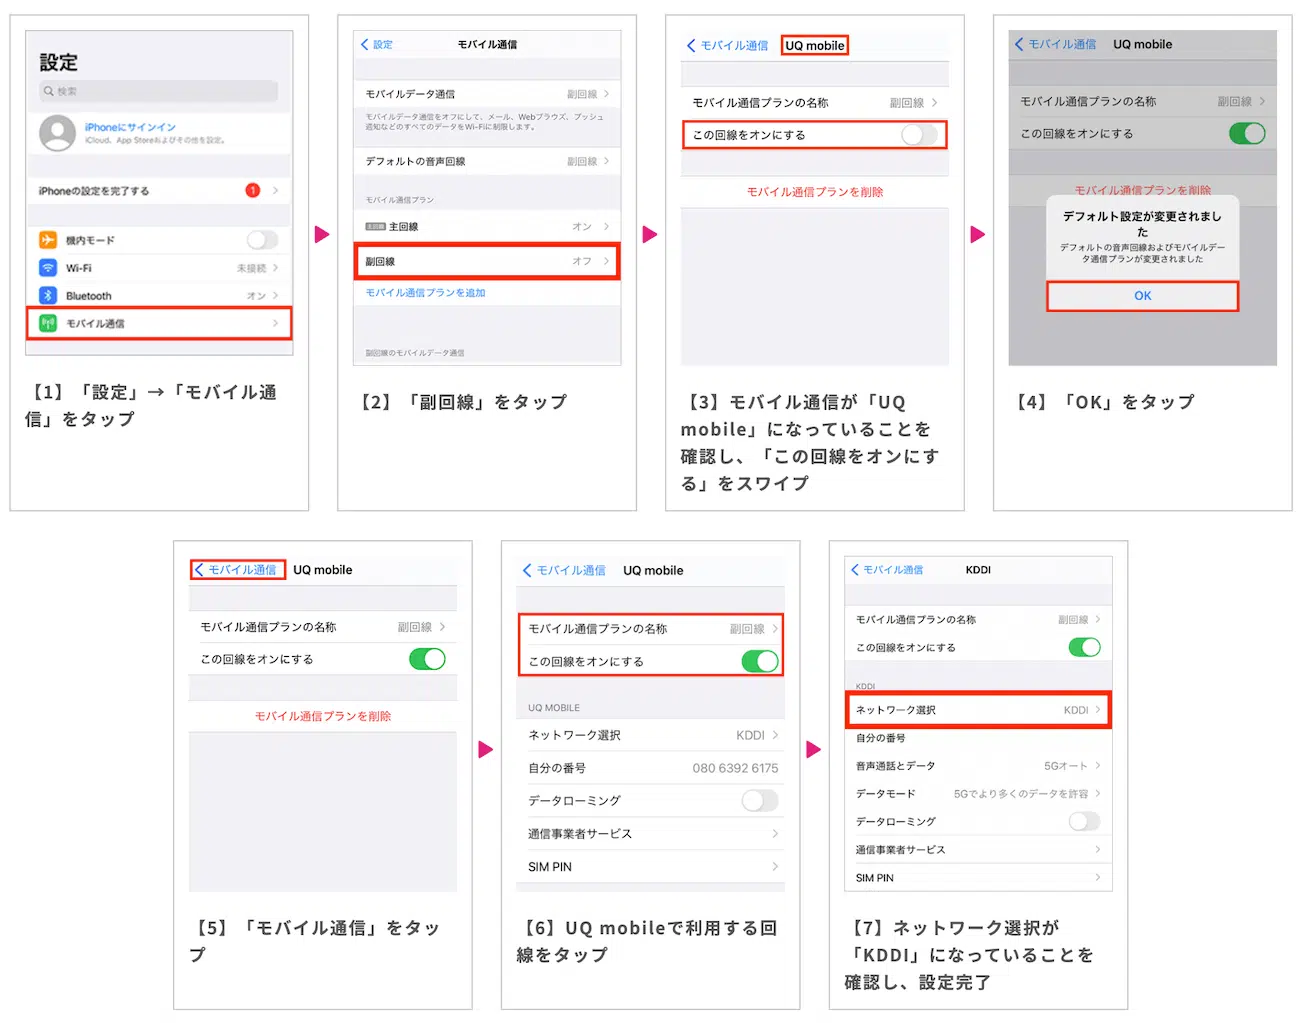 設定
検索
iPhoneにサインイン
iCloud、App Storeおよびその他を設定。
iPhoneの設定を完了する 1
機内モード
Wi-Fi 未接続
Bluetooth オン
モバイル通信
【1】「設定」→「モバイル通
信」をタップ
設定 モバイル通信
モバイルデータ通信 副回線
モバイルデータ通信をオフにして、メール、Webブラウズ、プッシュ
通知などのすべてのデータをWi-Fiに制限します。
デフォルトの音声回線 副回線
モバイル通信プラン
主回線 オン
副回線 オフ
モバイル通信プランを追加
副回線のモバイルデータ通信
【2】「副回線」をタップ
モバイル通信 UQ mobile
モバイル通信プランの名称 副回線
この回線をオンにする
モバイル通信プランを削除
【3】モバイル通信が「UQ
mobile」になっていることを
確認し、「この回線をオンにす
る」をスワイプ
モバイル通信 UQ mobile
モバイル通信プランの名称 副回線
この回線をオンにする
モバイル通信プランを削除
デフォルト設定が変更されまし
た
デフォルトの音声回線およびモバイルデー
タ通信プランが変更されました
OK
【4】「OK」をタップ
モバイル通信 UQ mobile
モバイル通信プランの名称 副回線
この回線をオンにする
モバイル通信プランを削除
【5】「モバイル通信」をタッ
プ
モバイル通信 UQ mobile
モバイル通信プランの名称 副回線
この回線をオンにする
UQ MOBILE
ネットワーク選択 KDDI
自分の番号 080 6392 6175
データローミング
通信事業者サービス
SIM PIN
【6】UQ mobileで利用する回
線をタップ
モバイル通信 KDDI
モバイル通信プランの名称 副回線
この回線をオンにする
KDDI
ネットワーク選択 KDDI
自分の番号
音声通話とデータ 5Gオート
データモード 5Gでより多くのデータを許容
データローミング
通信事業者サービス
SIM PIN
【7】ネットワーク選択が
「KDDI」になっていることを
確認し、設定完了